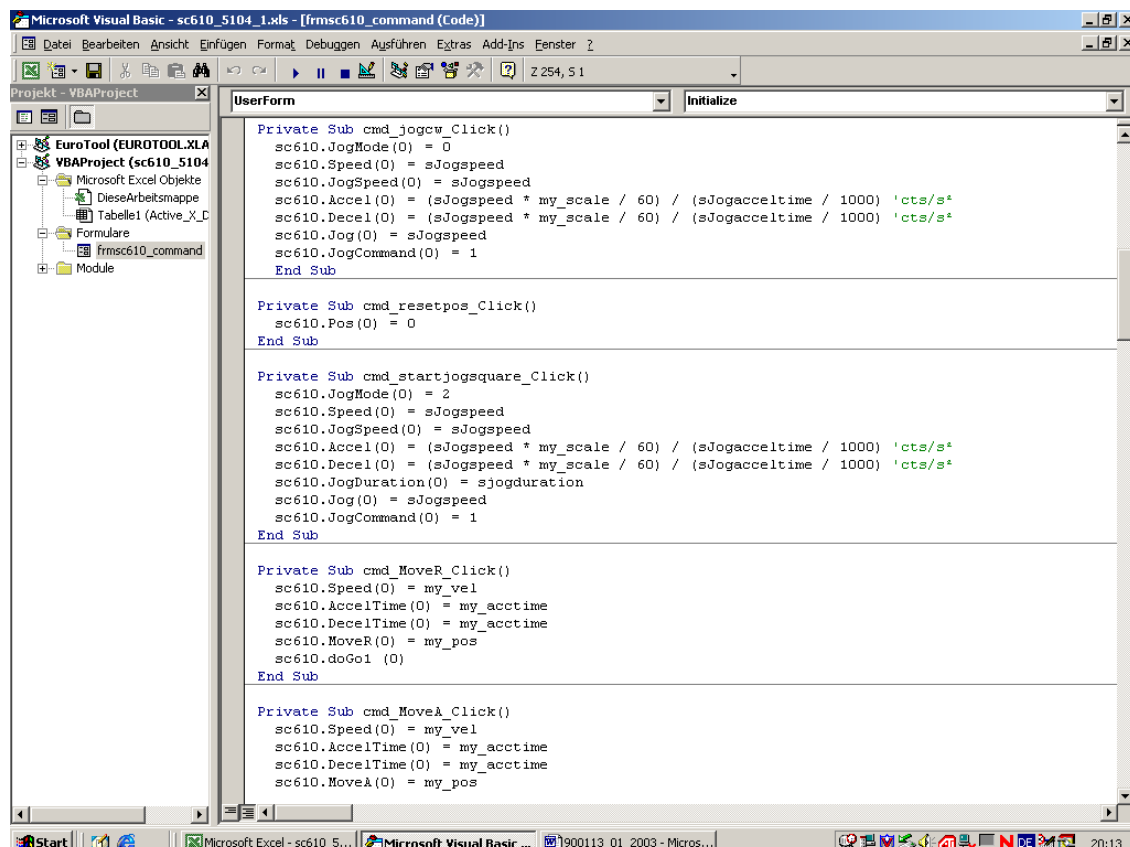 Microsoft Visual Basic - sc610_5104_1.xls - [frmsc610_command (Code)]
Datei Bearbeiten Ansicht Einfügen Format Debuggen Ausführen Extras Add-Ins Fenster ?
Z 254, S 1
Projekt - VBAProject
EuroTool (EUROTOOL.XLA
VBAProject (sc610_5104
Microsoft Excel Objekte
DieseArbeitsmappe
Tabelle1 (Active_X_D
Formulare
frmsc610_command
Module
UserForm
Initialize
Private Sub cmd_jogcw_Click()
sc610.JogMode(0) = 0
sc610.Speed(0) = sJogspeed
sc610.JogSpeed(0) = sJogspeed
sc610.Accel(0) = (sJogspeed * my_scale / 60) / (sJogacceltime / 1000) 'cts/s²
sc610.Decel(0) = (sJogspeed * my_scale / 60) / (sJogacceltime / 1000) 'cts/s²
sc610.Jog(0) = sJogspeed
sc610.JogCommand(0) = 1
End Sub
Private Sub cmd_resetpos_Click()
sc610.Pos(0) = 0
End Sub
Private Sub cmd_startjogsquare_Click()
sc610.JogMode(0) = 2
sc610.Speed(0) = sJogspeed
sc610.JogSpeed(0) = sJogspeed
sc610.Accel(0) = (sJogspeed * my_scale / 60) / (sJogacceltime / 1000) 'cts/s²
sc610.Decel(0) = (sJogspeed * my_scale / 60) / (sJogacceltime / 1000) 'cts/s²
sc610.JogDuration(0) = sjogduration
sc610.Jog(0) = sJogspeed
sc610.JogCommand(0) = 1
End Sub
Private Sub cmd_MoveR_Click()
sc610.Speed(0) = my_vel
sc610.AccelTime(0) = my_acctime
sc610.DecelTime(0) = my_acctime
sc610.MoveR(0) = my_pos
sc610.doGo1 (0)
End Sub
Private Sub cmd_MoveA_Click()
sc610.Speed(0) = my_vel
sc610.AccelTime(0) = my_acctime
sc610.DecelTime(0) = my_acctime
sc610.MoveA(0) = my_pos
Start
Microsoft Excel - sc610_5...
Microsoft Visual Basic ...
900113_01_2003 - Micros...
N DE
20:13